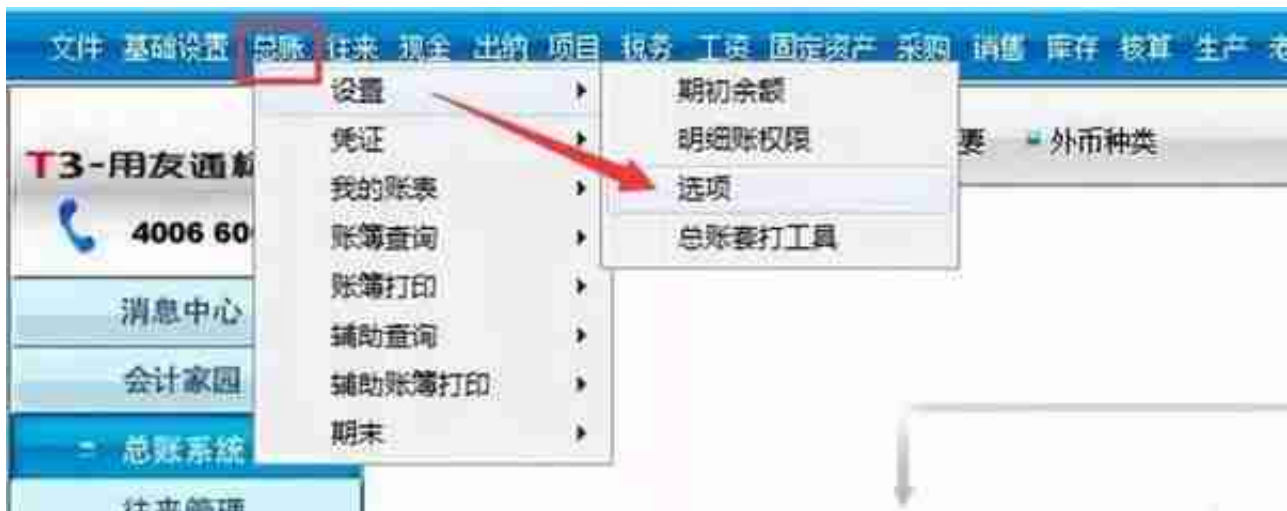 文件 基础设置 总账 往来 现金 出纳 项目 税务 工资 固定资产 采购 销售 库存 核算 生产
设置
期初余额
凭证
明细账权限
要 外币种类
T3-用友通
我的账表
选项
4006 60
账簿查询
总账套打工具
账簿打印
消息中心
辅助查询
会计家园
辅助账簿打印
期末
总账系统
往来管理